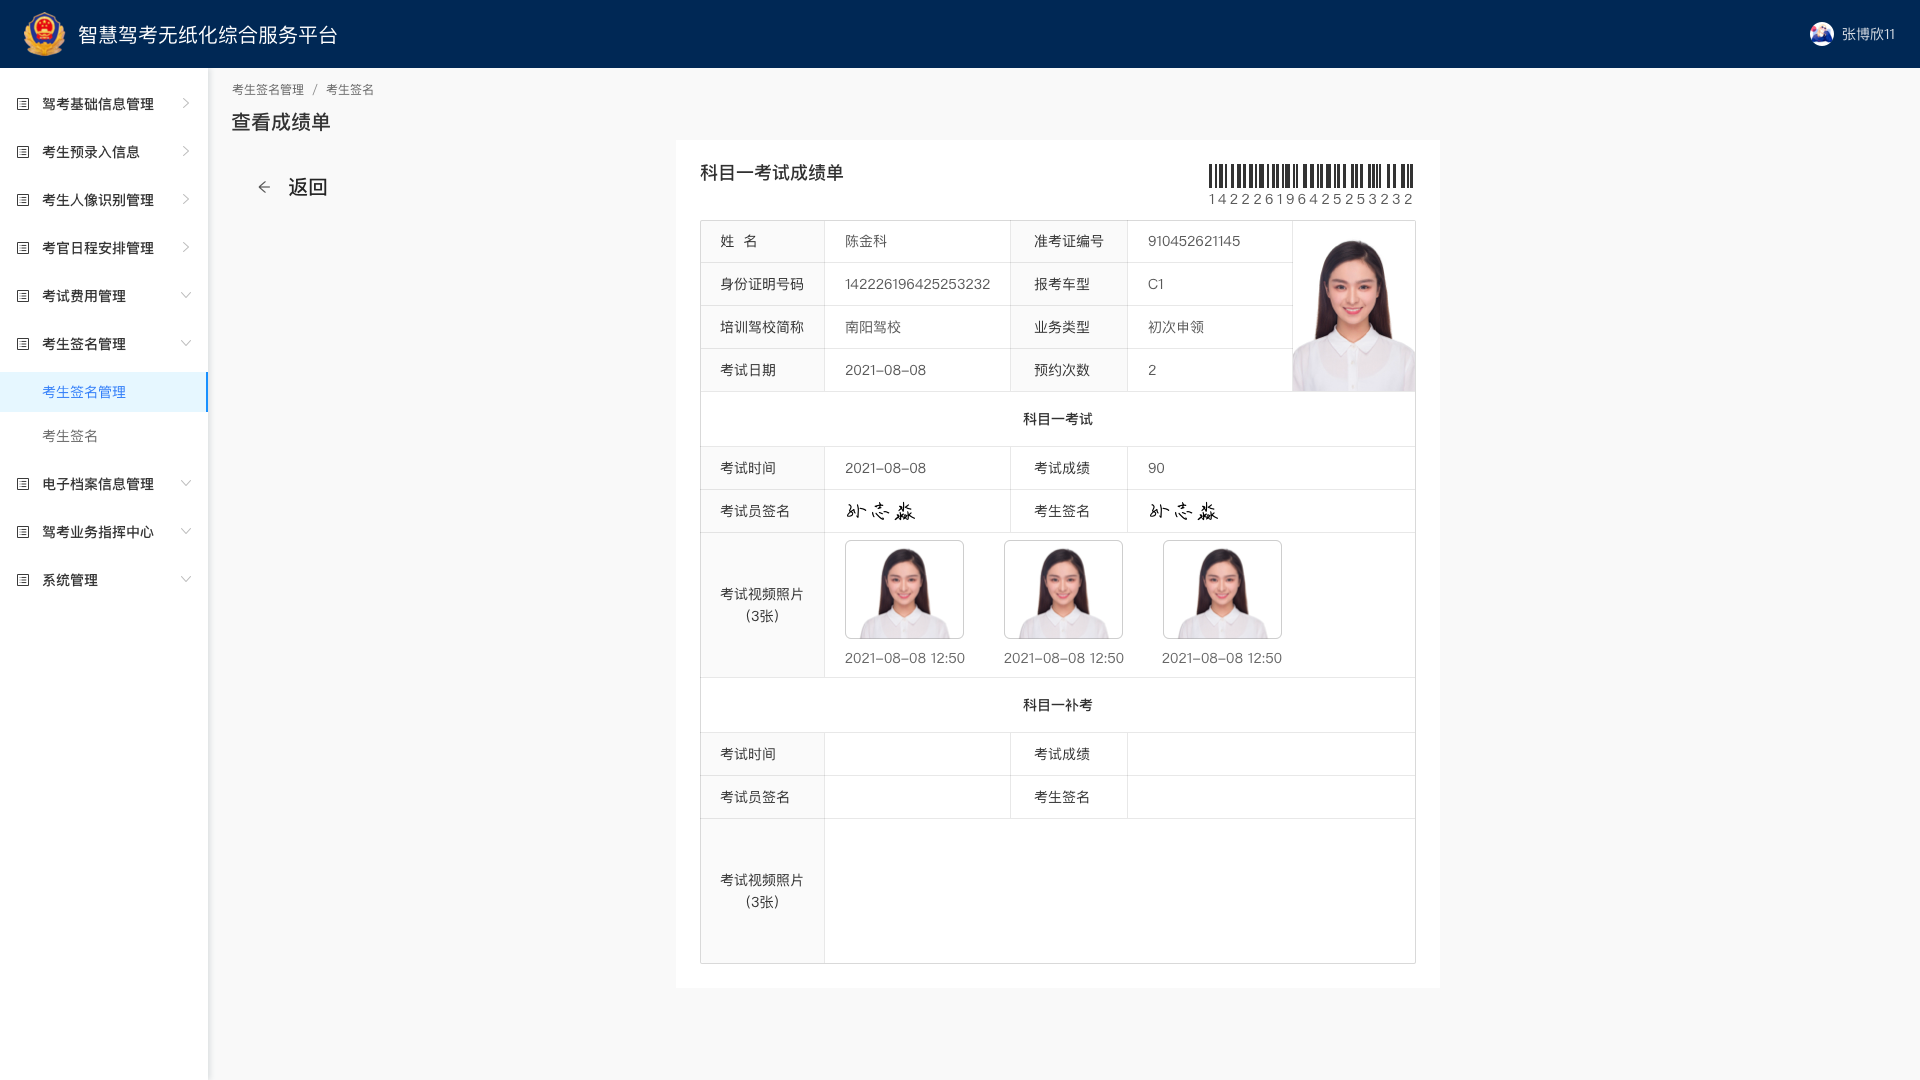 智慧驾考无纸化综合服务平台
张博欣11
驾考基础信息管理
考生预录入信息
考生人像识别管理
考官日程安排管理
考试费用管理
考生签名管理
考生签名管理
考生签名
电子档案信息管理
驾考业务指挥中心
系统管理
考生签名管理 / 考生签名
查看成绩单
返回
科目一考试成绩单
142226196425253232
姓 名 陈金科 准考证编号 910452621145
身份证明号码 142226196425253232 报考车型 C1
培训驾校简称 南阳驾校 业务类型 初次申领
考试日期 2021-08-08 预约次数 2
科目一考试
考试时间 2021-08-08 考试成绩 90
考试员签名 孙志淼 考生签名 孙志淼
考试视频照片
(3张)
2021-08-08 12:50 2021-08-08 12:50 2021-08-08 12:50
科目一补考
考试时间 考试成绩
考试员签名 考生签名
考试视频照片
(3张)